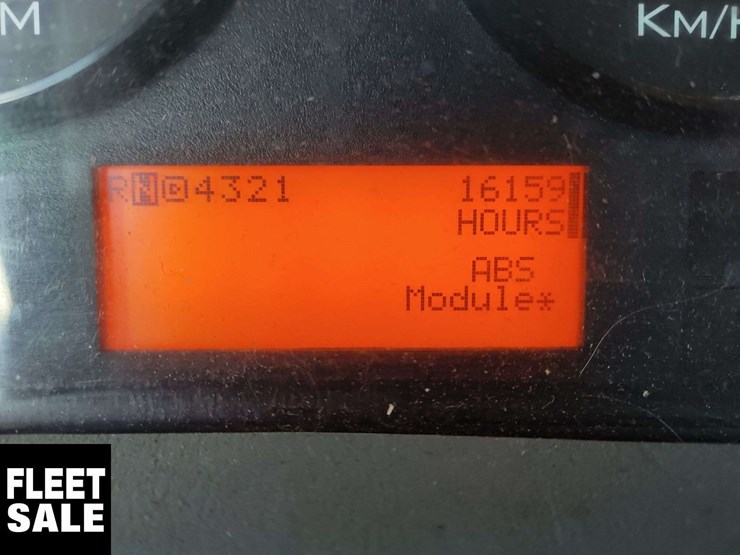 M
KM/H
RND4321
16159
HOURS
ABS
Module*
FLEET
SALE